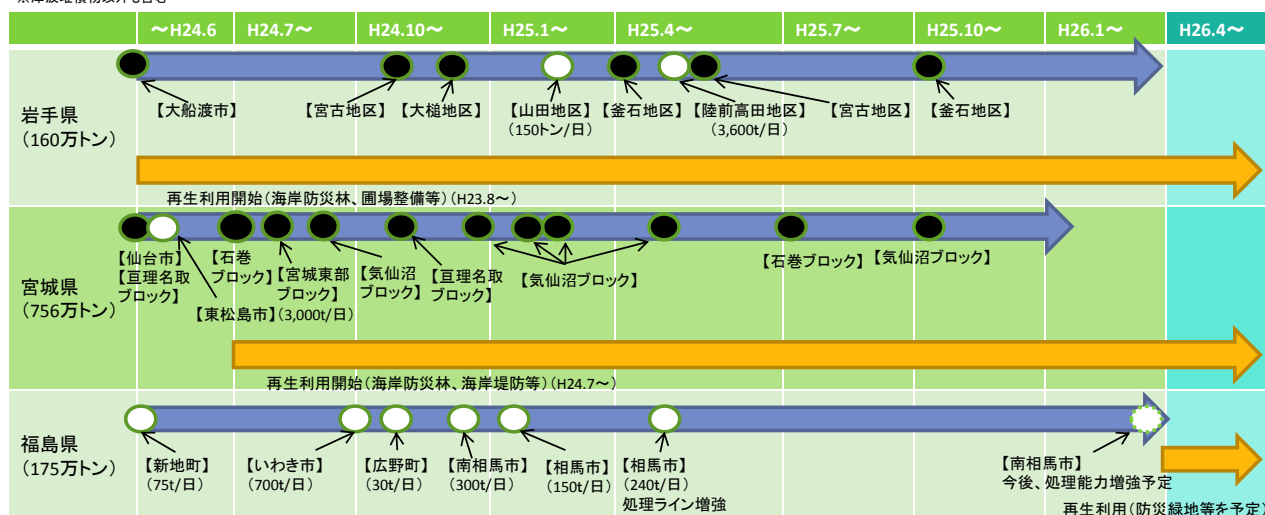 ～H24.6 H24.7～ H24.10～ H25.1～ H25.4～ H25.7～ H25.10～ H26.1～ H26.4～
岩手県
(160万トン)
【大船渡市】 【宮古地区】 【大槌地区】 【山田地区】 【釜石地区】 【陸前高田地区】 【宮古地区】 【釜石地区】
(150トン/日) (3,600t/日)
再生利用開始(海岸防災林、圃場整備等)(H23.8～)
宮城県
(756万トン)
【仙台市】
【亘理名取
ブロック】
【東松島市】
【石巻
ブロック】
【宮城東部
ブロック】
(3,000t/日)
【気仙沼
ブロック】
【亘理名取
ブロック】
【気仙沼ブロック】
【石巻ブロック】
【気仙沼ブロック】
再生利用開始(海岸防災林、海岸堤防等)(H24.7～)
福島県
(175万トン)
【新地町】
(75t/日)
【いわき市】
(700t/日)
【広野町】
(30t/日)
【南相馬市】
(300t/日)
【相馬市】
(150t/日)
【相馬市】
(240t/日)
処理ライン増強
【南相馬市】
今後、処理能力増強予定
再生利用(防災緑地等を予定)